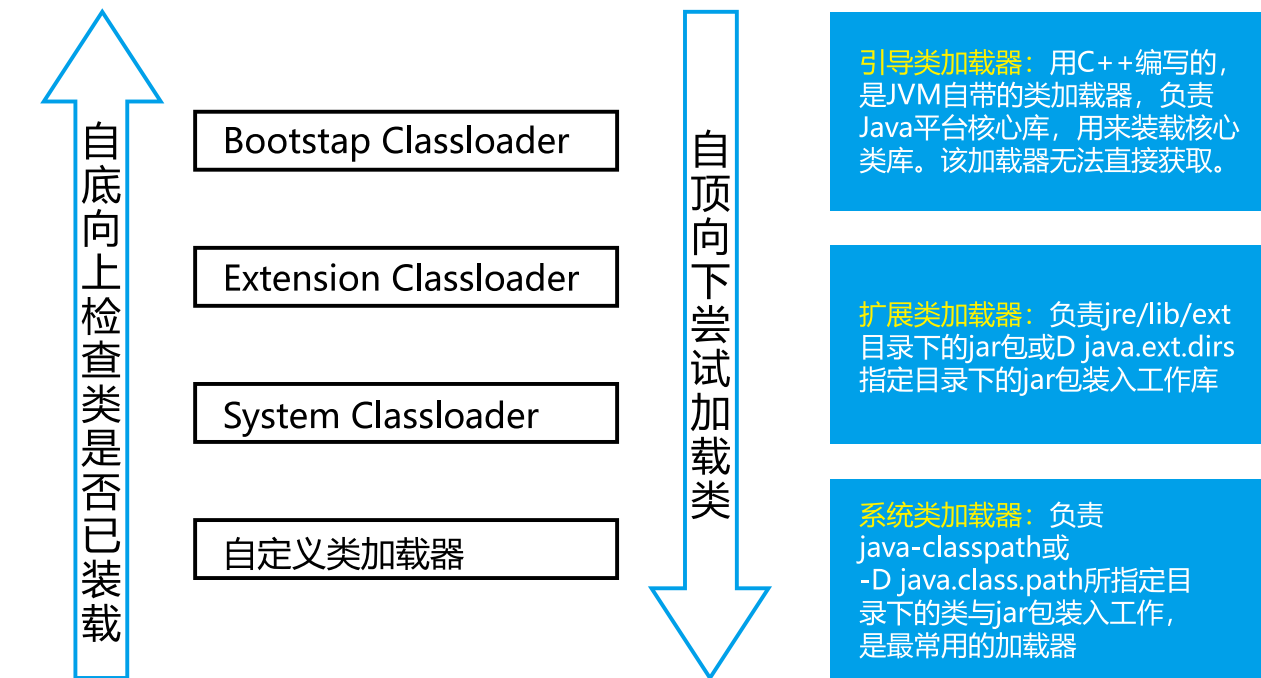 自底向上检查类是否已装载
Bootstap Classloader
Extension Classloader
System Classloader
自定义类加载器
自顶向下尝试加载类
引导类加载器：用C++编写的，
是JVM自带的类加载器，负责
Java平台核心库，用来装载核心
类库。该加载器无法直接获取。
扩展类加载器：负责jre/lib/ext
目录下的jar包或D java.ext.dirs
指定目录下的jar包装入工作库
系统类加载器：负责
java-classpath或
-D java.class.path所指定目
录下的类与jar包装入工作，
是最常用的加载器